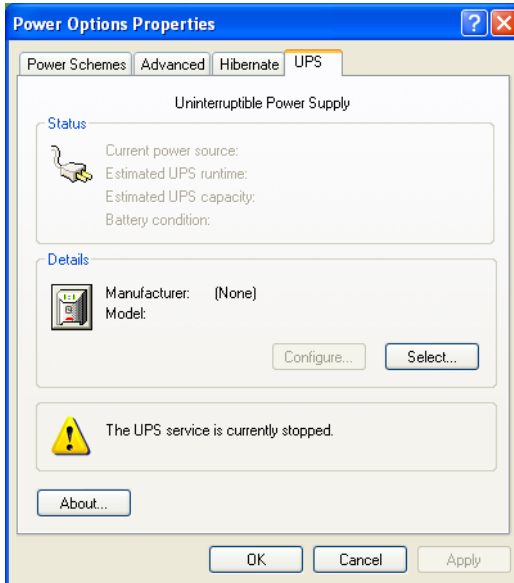 Power Options Properties
Power Schemes Advanced Hibernate UPS
Uninterruptible Power Supply
Status
Current power source:
Estimated UPS runtime:
Estimated UPS capacity:
Battery condition:
Details
Manufacturer: (None)
Model:
Configure... Select...
The UPS service is currently stopped.
About...
OK Cancel Apply